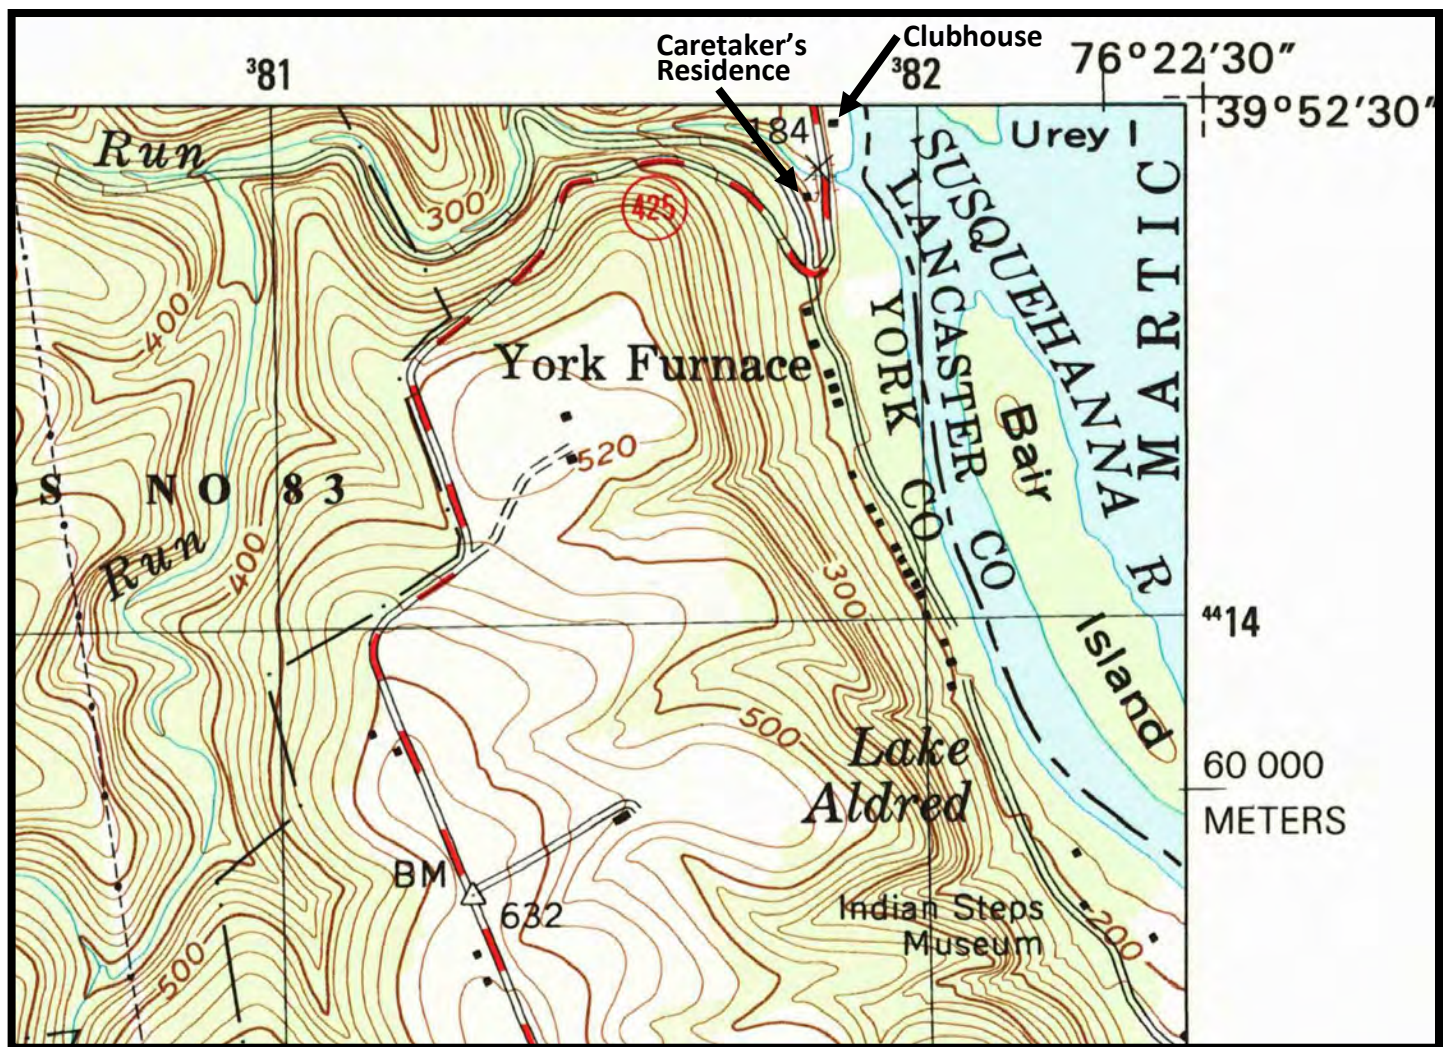 Caretaker's
Residence
Clubhouse
³81
³82
76°22'30"
39°52'30"
184
Urey I
Run
300
425
SUSQUEHANNA R
LANCASTER CO
YORK CO
MARTIC
400
York Furnace
Bair Island
520
S NO 83
Run
400
300
⁴⁴14
500
Lake
Aldred
60 000
METERS
BM
632
Indian Steps
Museum
200
500